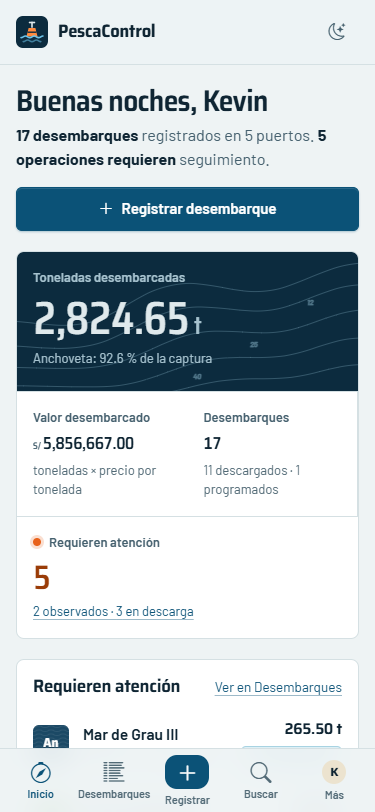 PescaControl
Buenas noches, Kevin
17 desembarques registrados en 5 puertos. 5
operaciones requieren seguimiento.
+ Registrar desembarque
Toneladas desembarcadas
2,824.65 t
Anchoveta: 92.6 % de la captura
12
25
40
Valor desembarcado
S/ 5,856,667.00
toneladas × precio por
tonelada
Desembarques
17
11 descargados · 1
programados
Requieren atención
5
2 observados · 3 en descarga
Requieren atención
Ver en Desembarques
An
Mar de Grau III
265.50 t
Inicio
Desembarques
Registrar
Buscar
K
Más